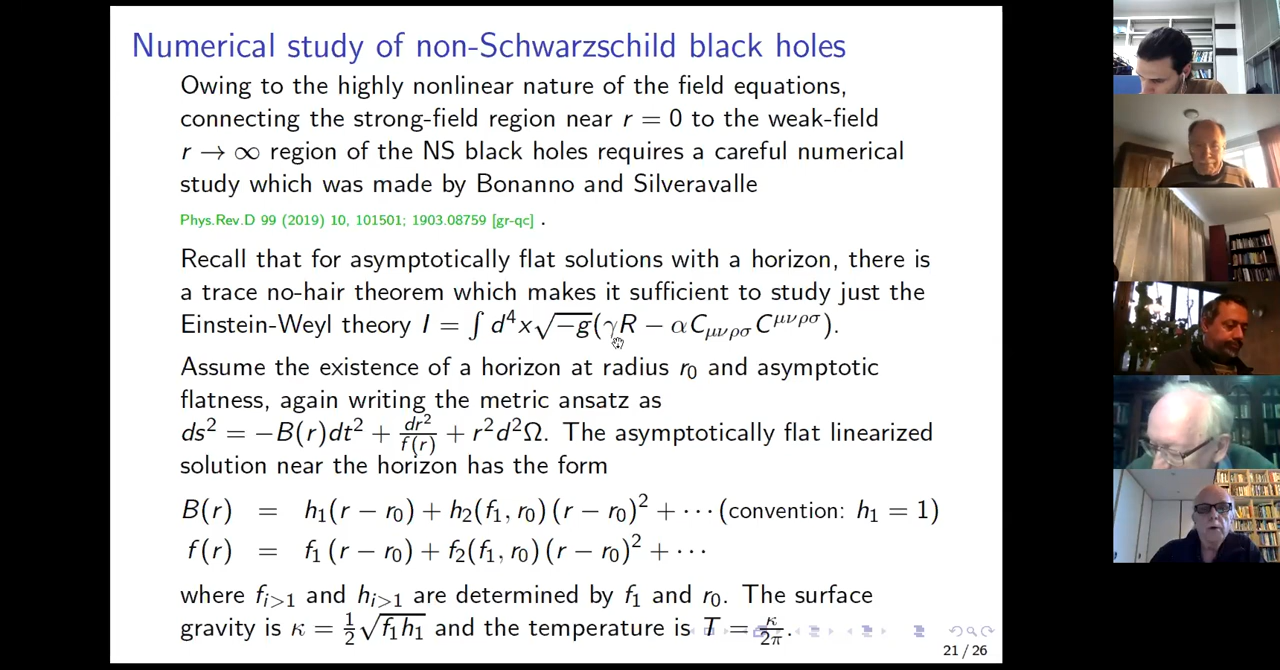 Numerical study of non-Schwarzschild black holes
Owing to the highly nonlinear nature of the field equations,
connecting the strong-field region near r = 0 to the weak-field
r → ∞ region of the NS black holes requires a careful numerical
study which was made by Bonanno and Silveravalle
Phys.Rev.D 99 (2019) 10, 101501; 1903.08759 [gr-qc] .
Recall that for asymptotically flat solutions with a horizon, there is
a trace no-hair theorem which makes it sufficient to study just the
Einstein-Weyl theory I = ∫ d⁴x√−g(γR − αC_{μνρσ}C^{μνρσ}).
Assume the existence of a horizon at radius r₀ and asymptotic
flatness, again writing the metric ansatz as
ds² = −B(r)dt² + dr²/f(r) + r²d²Ω. The asymptotically flat linearized
solution near the horizon has the form
B(r) = h₁(r − r₀) + h₂(f₁, r₀)(r − r₀)² + ··· (convention: h₁ = 1)
f(r) = f₁(r − r₀) + f₂(f₁, r₀)(r − r₀)² + ···
where f_{i>1} and h_{i>1} are determined by f₁ and r₀. The surface
gravity is κ = ½√f₁h₁ and the temperature is T = κ/2π.
21 / 26